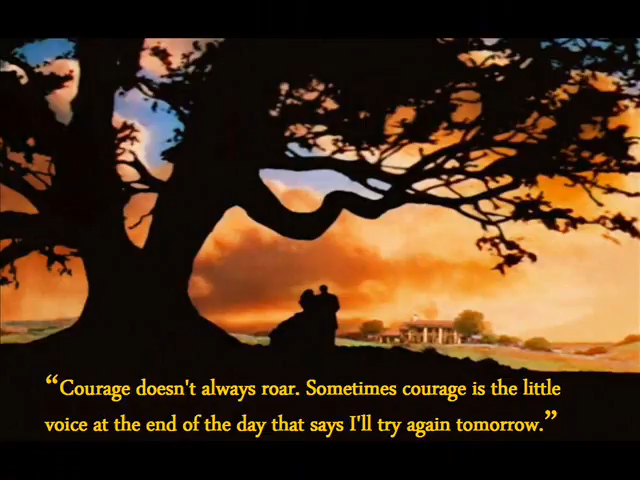 “Courage doesn't always roar. Sometimes courage is the little
voice at the end of the day that says I'll try again tomorrow.”